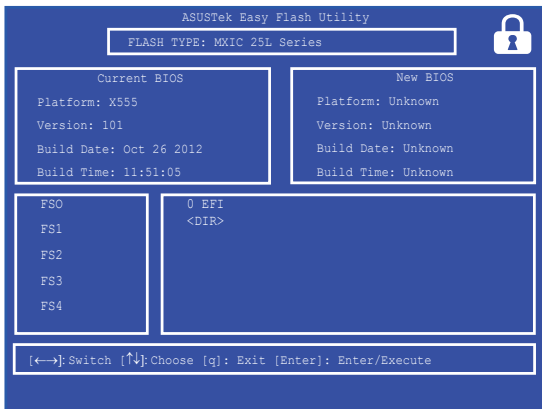 ASUSTek Easy Flash Utility
FLASH TYPE: MXIC 25L Series
Current BIOS
Platform: X555
Version: 101
Build Date: Oct 26 2012
Build Time: 11:51:05
New BIOS
Platform: Unknown
Version: Unknown
Build Date: Unknown
Build Time: Unknown
FSO
FS1
FS2
FS3
FS4
0 EFI
<DIR>
[←→]: Switch [↑↓]: Choose [q]: Exit [Enter]: Enter/Execute